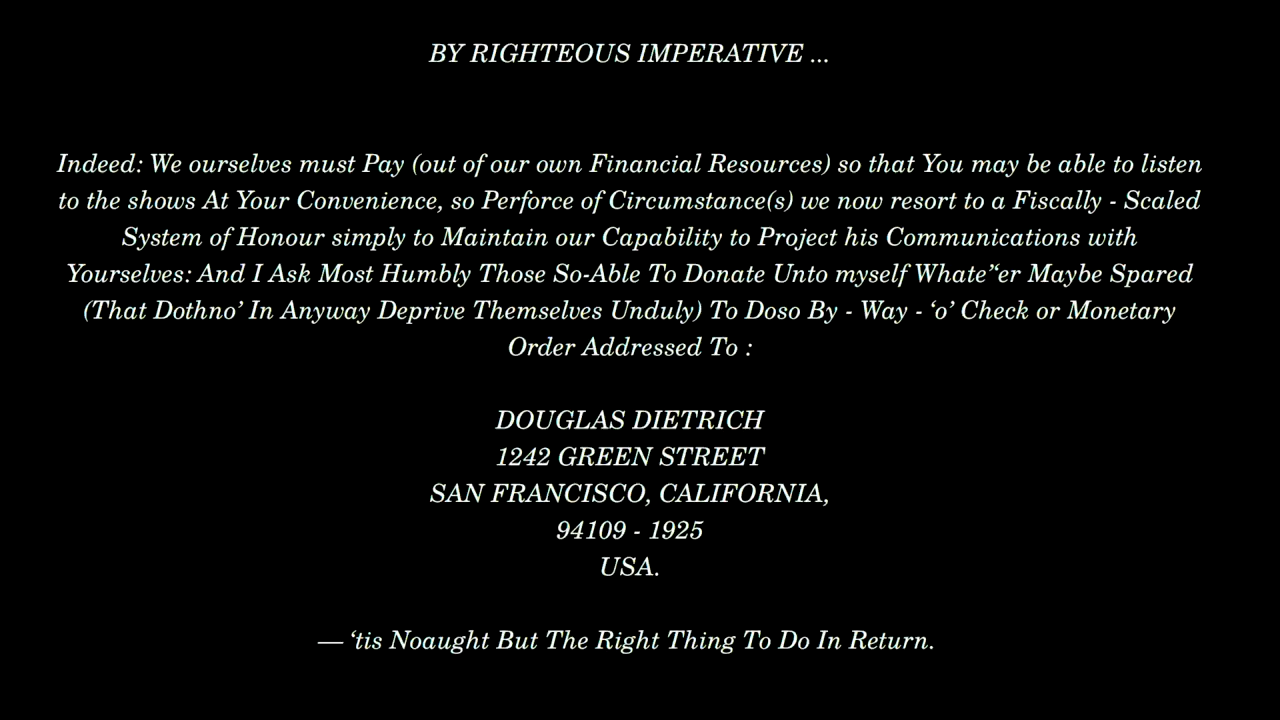 BY RIGHTEOUS IMPERATIVE ...
Indeed: We ourselves must Pay (out of our own Financial Resources) so that You may be able to listen
to the shows At Your Convenience, so Perforce of Circumstance(s) we now resort to a Fiscally - Scaled
System of Honour simply to Maintain our Capability to Project his Communications with
Yourselves: And I Ask Most Humbly Those So-Able To Donate Unto myself Whate”“er Maybe Spared
(That Dothno’ In Anyway Deprive Themselves Unduly) To Doso By - Way - ‘o’ Check or Monetary
Order Addressed To :
DOUGLAS DIETRICH
1242 GREEN STREET
SAN FRANCISCO, CALIFORNIA,
94109 - 1925
USA.
— ‘tis Noaught But The Right Thing To Do In Return.